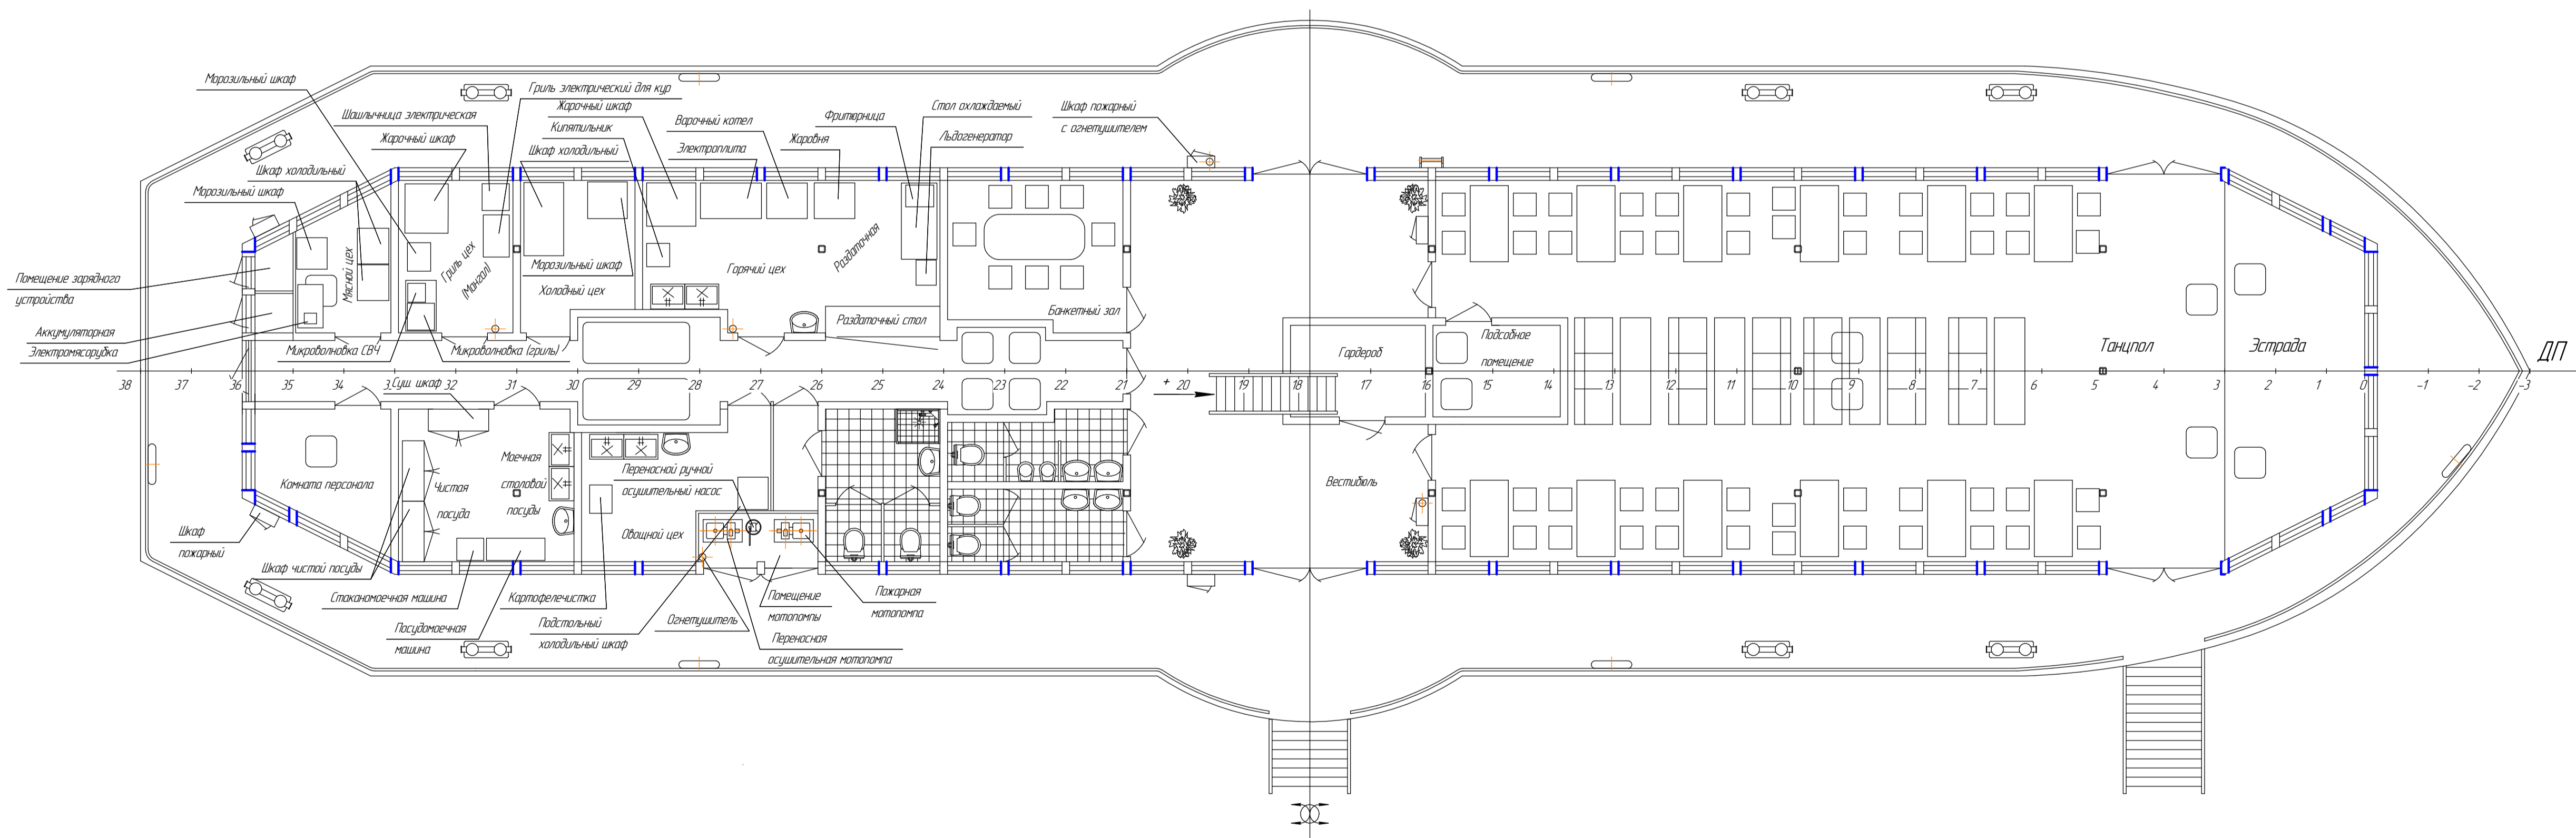 Морозильный шкаф
Гриль электрический для кур
Шашлычница электрическая
Жарочный шкаф
Варочный котел
Фритюрница
Стол охлаждаемый
Шкаф пожарный
с огнетушителем
Жарочный шкаф
Кипятильник
Электроплита
Жаровня
Льдогенератор
Шкаф холодильный
Шкаф холодильный
Морозильный шкаф
Помещение зарядного
устройства
Аккумуляторная
Электромясорубка
Мясной цех
Гриль цех
(Мангал)
Морозильный шкаф
Холодный цех
Горячий цех
Раздаточная
Раздаточный стол
Банкетный зал
Микроволновка СВЧ
Микроволновка (гриль)
Гардероб
Подсобное
помещение
Танцпол
Эстрада
ДП
38 37 36 35 34 3 Суш. шкаф 32 31 30 29 28 27 26 25 24 23 22 21 + 20 19 18 17 16 15 14 13 12 11 10 9 8 7 6 5 4 3 2 1 0 -1 -2 -3
Комната персонала
Чистая
посуда
Моечная
столовой
посуды
Переносной ручной
осушительный насос
Овощной цех
Вестибюль
Шкаф
пожарный
Шкаф чистой посуды
Стаканомоечная машина
Посудомоечная
машина
Картофелечистка
Подстольный
холодильный шкаф
Огнетушитель
Помещение
мотопомпы
Пожарная
мотопомпа
Переносная
осушительная мотопомпа